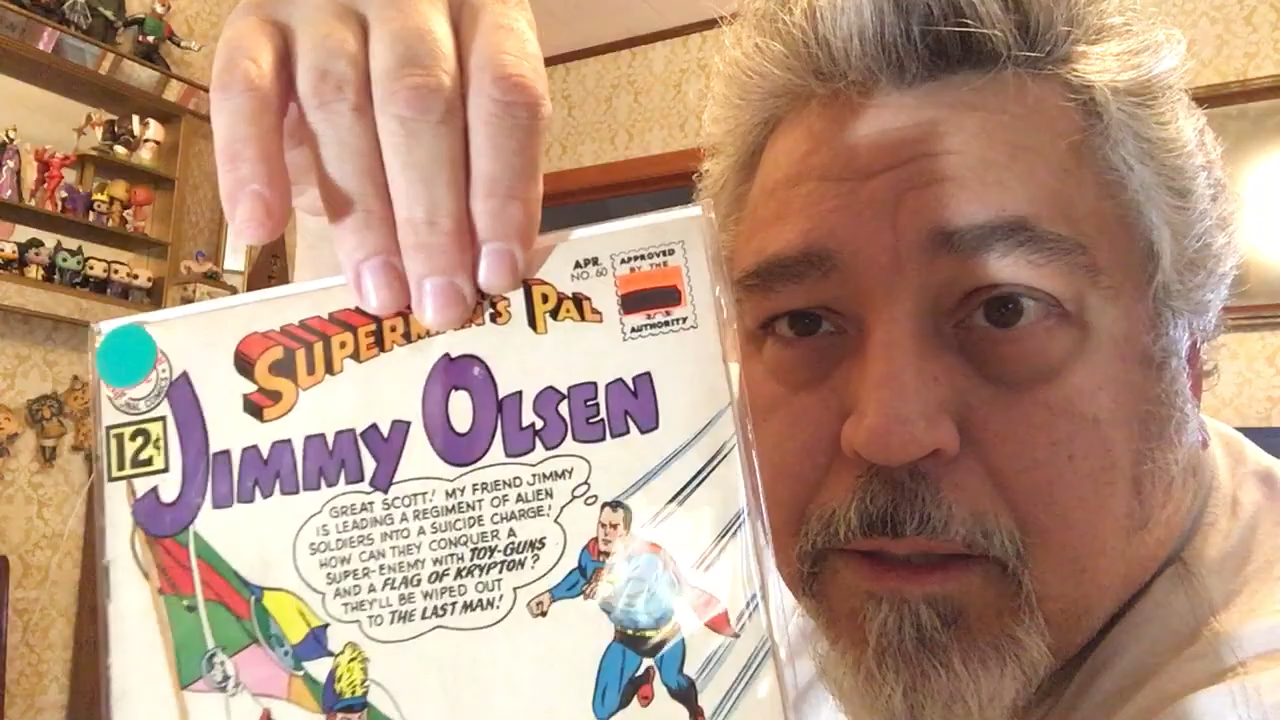 APR.
NO. 60
APPROVED
BY THE
AUTHORITY
SUPERMAN'S PAL
JIMMY OLSEN
12¢
GREAT SCOTT! MY FRIEND JIMMY
IS LEADING A REGIMENT OF ALIEN
SOLDIERS INTO A SUICIDE CHARGE!
HOW CAN THEY CONQUER A
SUPER-ENEMY WITH TOY-GUNS
AND A FLAG OF KRYPTON?
THEY'LL BE WIPED OUT
TO THE LAST MAN!